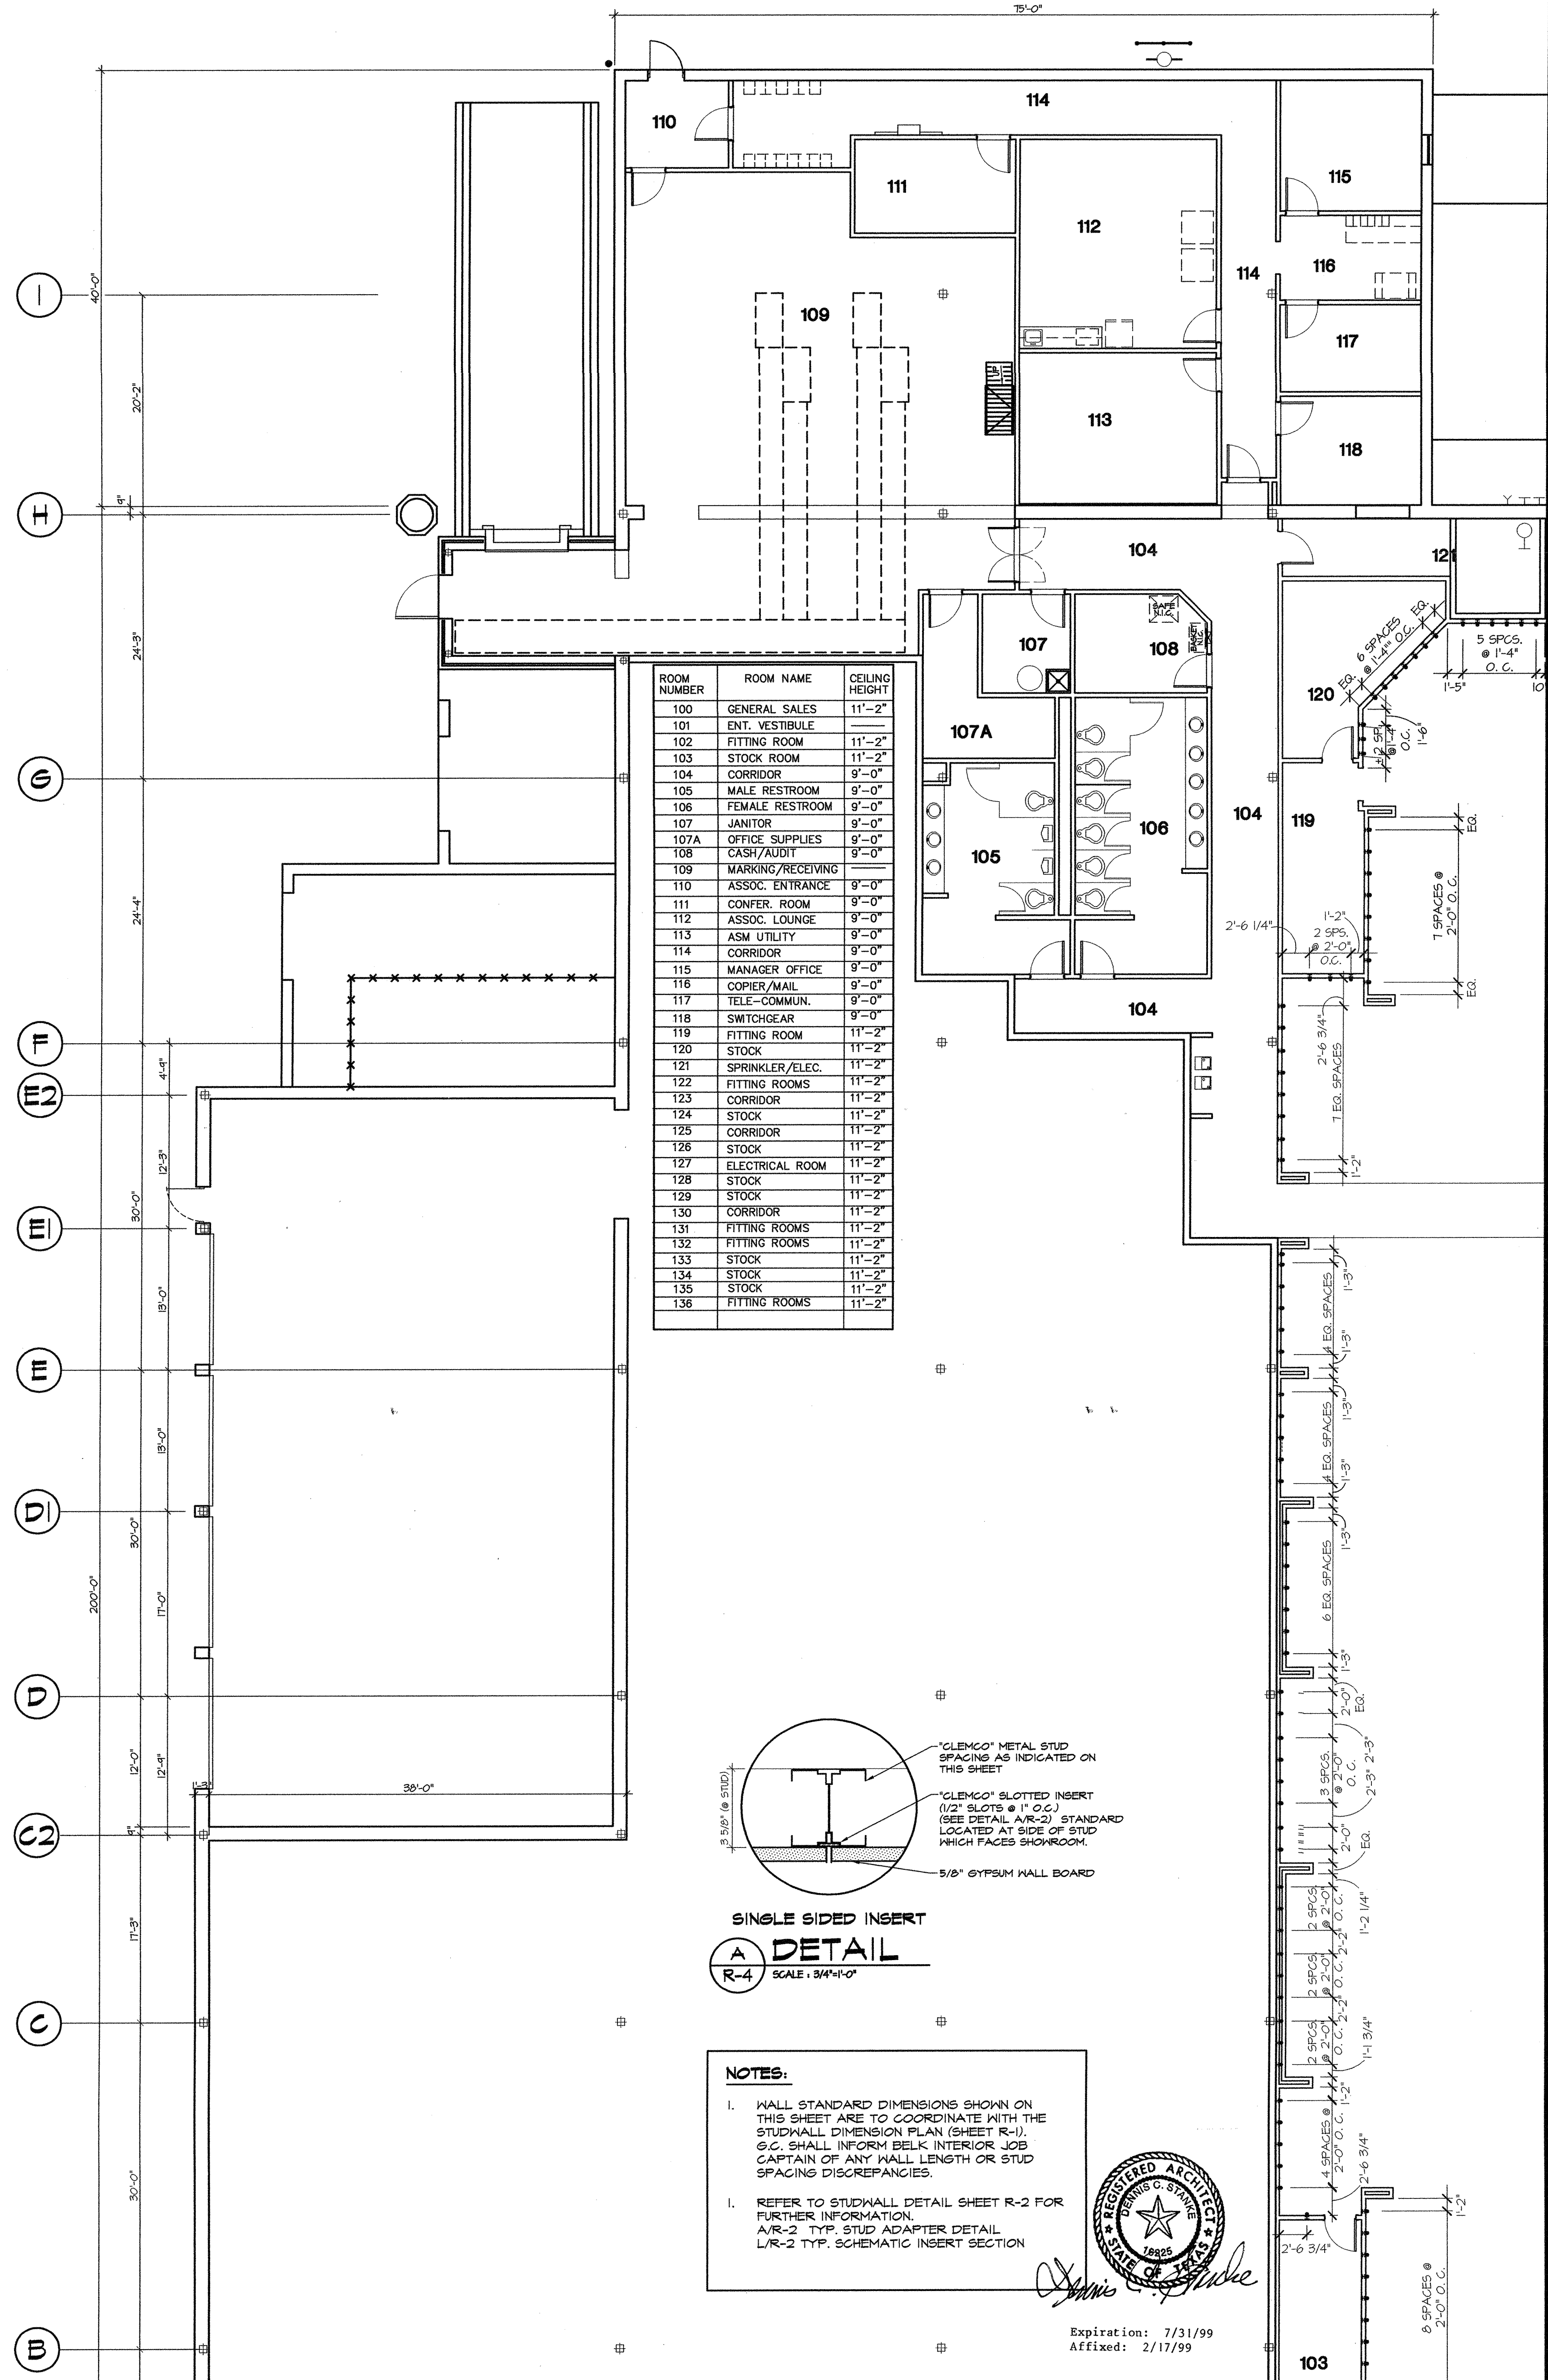 75'-0"
114
110
111
112
115
116
117
118
114
109
113
UP
I
H
G
F
E2
E1
E
D1
D
C2
C
B
40'-0"
20'-2"
9"
24'-3"
24'-4"
4'-9"
12'-3"
30'-0"
13'-0"
13'-0"
30'-0"
200'-0"
17'-0"
12'-0"
12'-9"
1'-3"
38'-0"
9"
17'-3"
30'-0"
104
121
SAFE
N.I.C.
BASKET
N.I.C.
107
108
107A
105
106
104
104
120
119
EQ.
6 SPACES
@ 1'-4" O.C.
EQ.
5 SPCS.
@ 1'-4"
O. C.
1'-5"
10
2 SP.
@ 1'-4"
O.C.
1'-6"
EQ.
7 SPACES @
2'-0" O. C.
EQ.
2'-6 1/4"
1'-2"
2 SPS.
@ 2'-0"
O.C.
2'-6 3/4"
7 EQ. SPACES
1'-2"
ROOM NUMBER ROOM NAME CEILING HEIGHT
100 GENERAL SALES 11'-2"
101 ENT. VESTIBULE
102 FITTING ROOM 11'-2"
103 STOCK ROOM 11'-2"
104 CORRIDOR 9'-0"
105 MALE RESTROOM 9'-0"
106 FEMALE RESTROOM 9'-0"
107 JANITOR 9'-0"
107A OFFICE SUPPLIES 9'-0"
108 CASH/AUDIT 9'-0"
109 MARKING/RECEIVING
110 ASSOC. ENTRANCE 9'-0"
111 CONFER. ROOM 9'-0"
112 ASSOC. LOUNGE 9'-0"
113 ASM UTILITY 9'-0"
114 CORRIDOR 9'-0"
115 MANAGER OFFICE 9'-0"
116 COPIER/MAIL 9'-0"
117 TELE-COMMUN. 9'-0"
118 SWITCHGEAR 9'-0"
119 FITTING ROOM 11'-2"
120 STOCK 11'-2"
121 SPRINKLER/ELEC. 11'-2"
122 FITTING ROOMS 11'-2"
123 CORRIDOR 11'-2"
124 STOCK 11'-2"
125 CORRIDOR 11'-2"
126 STOCK 11'-2"
127 ELECTRICAL ROOM 11'-2"
128 STOCK 11'-2"
129 STOCK 11'-2"
130 CORRIDOR 11'-2"
131 FITTING ROOMS 11'-2"
132 FITTING ROOMS 11'-2"
133 STOCK 11'-2"
134 STOCK 11'-2"
135 STOCK 11'-2"
136 FITTING ROOMS 11'-2"
1'-3"
4 EQ. SPACES
1'-3"
1'-3"
4 EQ. SPACES
1'-3"
1'-3"
6 EQ. SPACES
1'-3"
2'-0"
EQ.
2'-3"
3 SPCS.
@ 2'-0"
O. C.
2'-3"
2'-0"
EQ.
1'-2 1/4"
2 SPCS.
@ 2'-0"
O. C.
2'-2"
2 SPCS.
@ 2'-0"
O. C.
2'-2"
2 SPCS.
@ 2'-0"
O. C.
1'-1 3/4"
1'-2"
4 SPACES @
2'-0" O. C.
2'-6 3/4"
1'-2"
2'-6 3/4"
8 SPACES @
2'-0" O. C.
103
3 5/8" (@ STUD)
"CLEMCO" METAL STUD
SPACING AS INDICATED ON
THIS SHEET
"CLEMCO" SLOTTED INSERT
(1/2" SLOTS @ 1" O.C.)
(SEE DETAIL A/R-2) STANDARD
LOCATED AT SIDE OF STUD
WHICH FACES SHOWROOM.
5/8" GYPSUM WALL BOARD
SINGLE SIDED INSERT
A
R-4
DETAIL
SCALE : 3/4"=1'-0"
NOTES:
1. WALL STANDARD DIMENSIONS SHOWN ON
THIS SHEET ARE TO COORDINATE WITH THE
STUDWALL DIMENSION PLAN (SHEET R-1).
G.C. SHALL INFORM BELK INTERIOR JOB
CAPTAIN OF ANY WALL LENGTH OR STUD
SPACING DISCREPANCIES.
1. REFER TO STUDWALL DETAIL SHEET R-2 FOR
FURTHER INFORMATION.
A/R-2 TYP. STUD ADAPTER DETAIL
L/R-2 TYP. SCHEMATIC INSERT SECTION
REGISTERED ARCHITECT
DENNIS C. STANKE
STATE OF TEXAS
Dennis C. Stanke
Expiration: 7/31/99
Affixed: 2/17/99